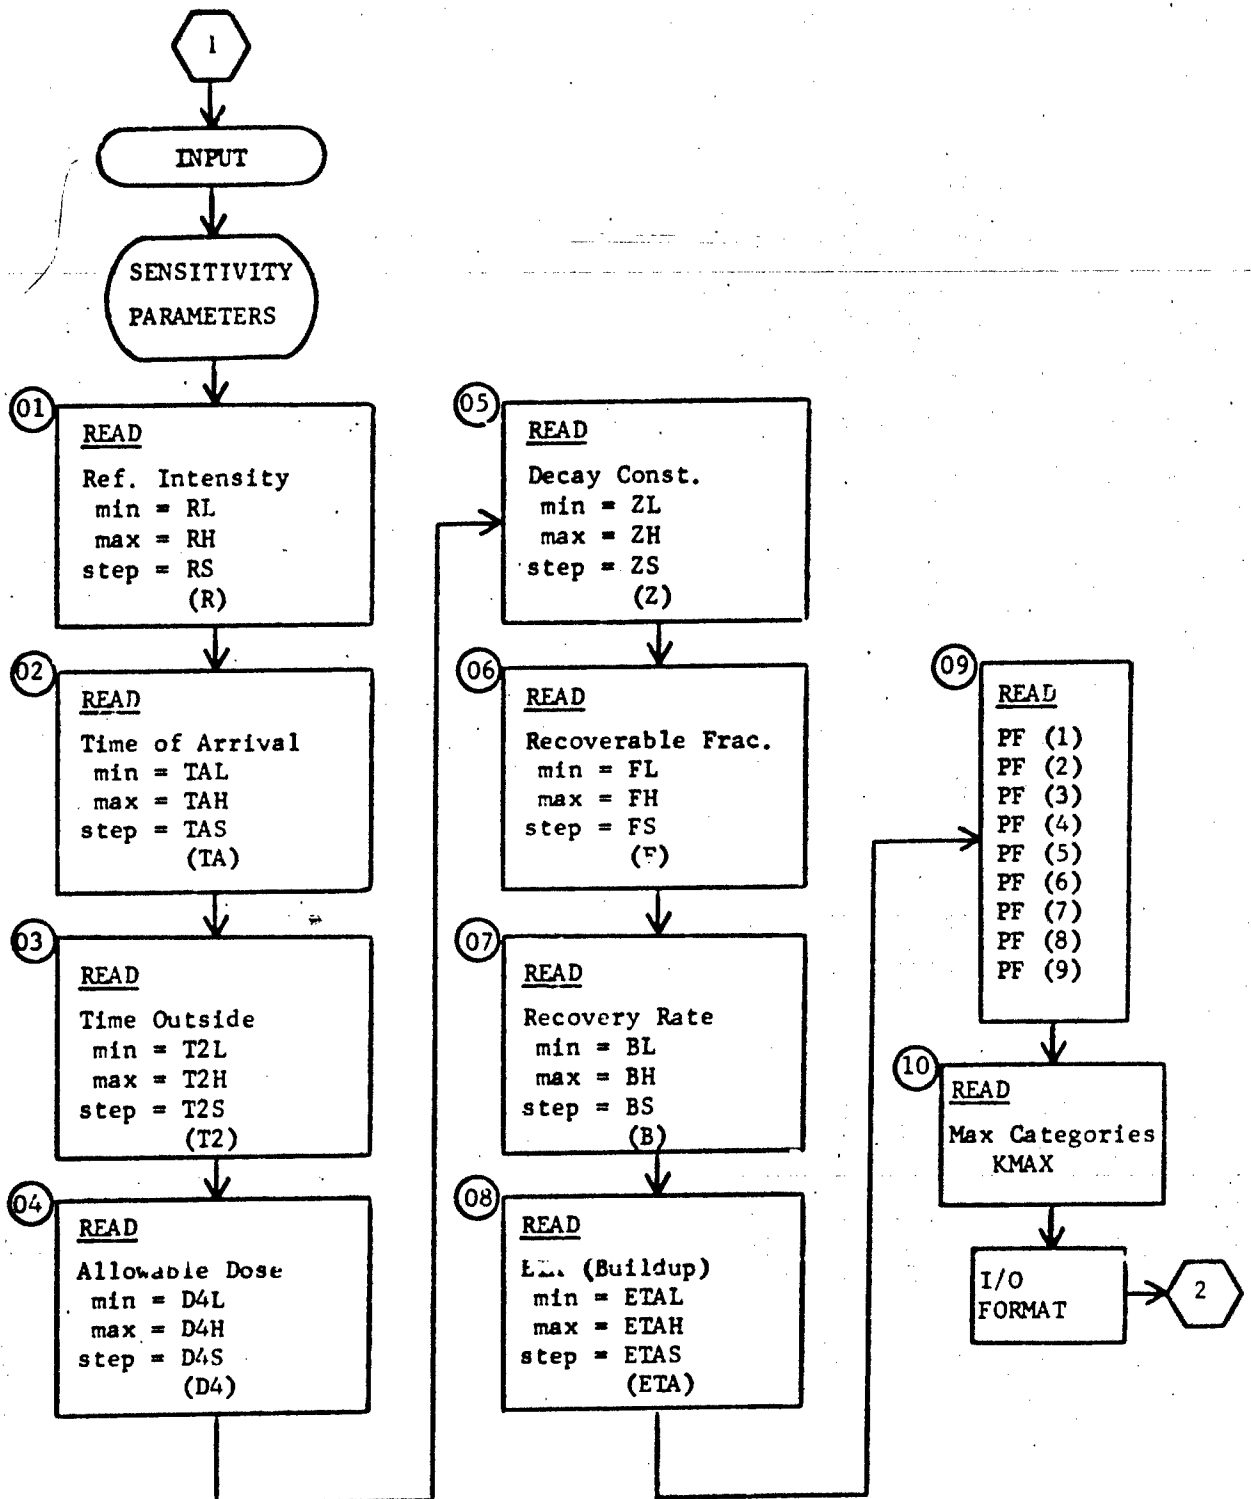 1
INPUT
SENSITIVITY
PARAMETERS
01
READ
Ref. Intensity
min = RL
max = RH
step = RS
(R)
02
READ
Time of Arrival
min = TAL
max = TAH
step = TAS
(TA)
03
READ
Time Outside
min = T2L
max = T2H
step = T2S
(T2)
04
READ
Allowable Dose
min = D4L
max = D4H
step = D4S
(D4)
05
READ
Decay Const.
min = ZL
max = ZH
step = ZS
(Z)
06
READ
Recoverable Frac.
min = FL
max = FH
step = FS
(F)
07
READ
Recovery Rate
min = BL
max = BH
step = BS
(B)
08
READ
(Buildup)
min = ETAL
max = ETAH
step = ETAS
(ETA)
09
READ
PF (1)
PF (2)
PF (3)
PF (4)
PF (5)
PF (6)
PF (7)
PF (8)
PF (9)
10
READ
Max Categories
KMAX
I/O
FORMAT
2